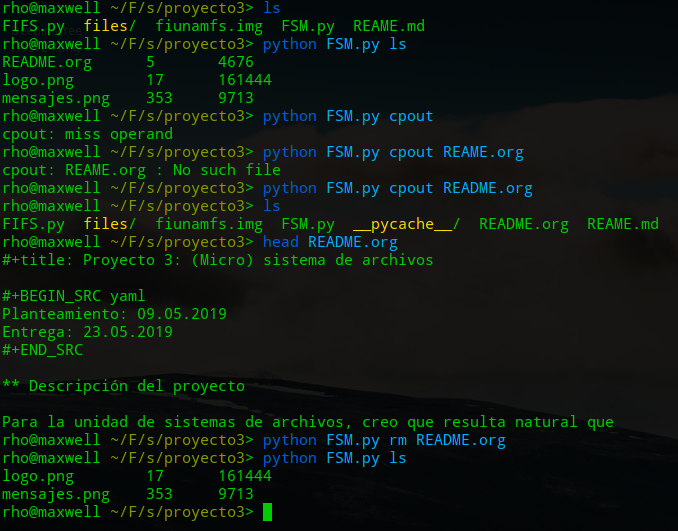 rho@maxwell ~/F/s/proyecto3> ls
FIFS.py  files/  fiunamfs.img  FSM.py  REAME.md
rho@maxwell ~/F/s/proyecto3> python FSM.py ls
README.org      5       4676
logo.png        17      161444
mensajes.png    353     9713
rho@maxwell ~/F/s/proyecto3> python FSM.py cpout
cpout: miss operand
rho@maxwell ~/F/s/proyecto3> python FSM.py cpout REAME.org
cpout: REAME.org : No such file
rho@maxwell ~/F/s/proyecto3> python FSM.py cpout README.org
rho@maxwell ~/F/s/proyecto3> ls
FIFS.py  files/  fiunamfs.img  FSM.py  __pycache__/  README.org  REAME.md
rho@maxwell ~/F/s/proyecto3> head README.org
#+title: Proyecto 3: (Micro) sistema de archivos

#+BEGIN_SRC yaml
Planteamiento: 09.05.2019
Entrega: 23.05.2019
#+END_SRC

** Descripción del proyecto

Para la unidad de sistemas de archivos, creo que resulta natural que
rho@maxwell ~/F/s/proyecto3> python FSM.py rm README.org
rho@maxwell ~/F/s/proyecto3> python FSM.py ls
logo.png        17      161444
mensajes.png    353     9713
rho@maxwell ~/F/s/proyecto3>